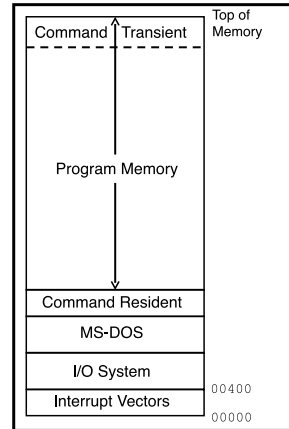 Top of
Memory
Command Transient
Program Memory
Command Resident
MS-DOS
I/O System
00400
Interrupt Vectors
00000